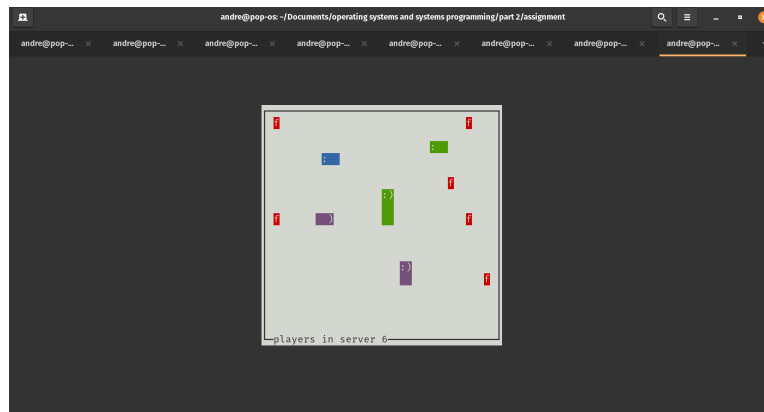 andre@pop-os: ~/Documents/operating systems and systems programming/part 2/assignment
andre@pop-... andre@pop-... andre@pop-... andre@pop-... andre@pop-... andre@pop-... andre@pop-... andre@pop-...
f f
:
:
f
:)
f ) f
:)
f
players in server 6